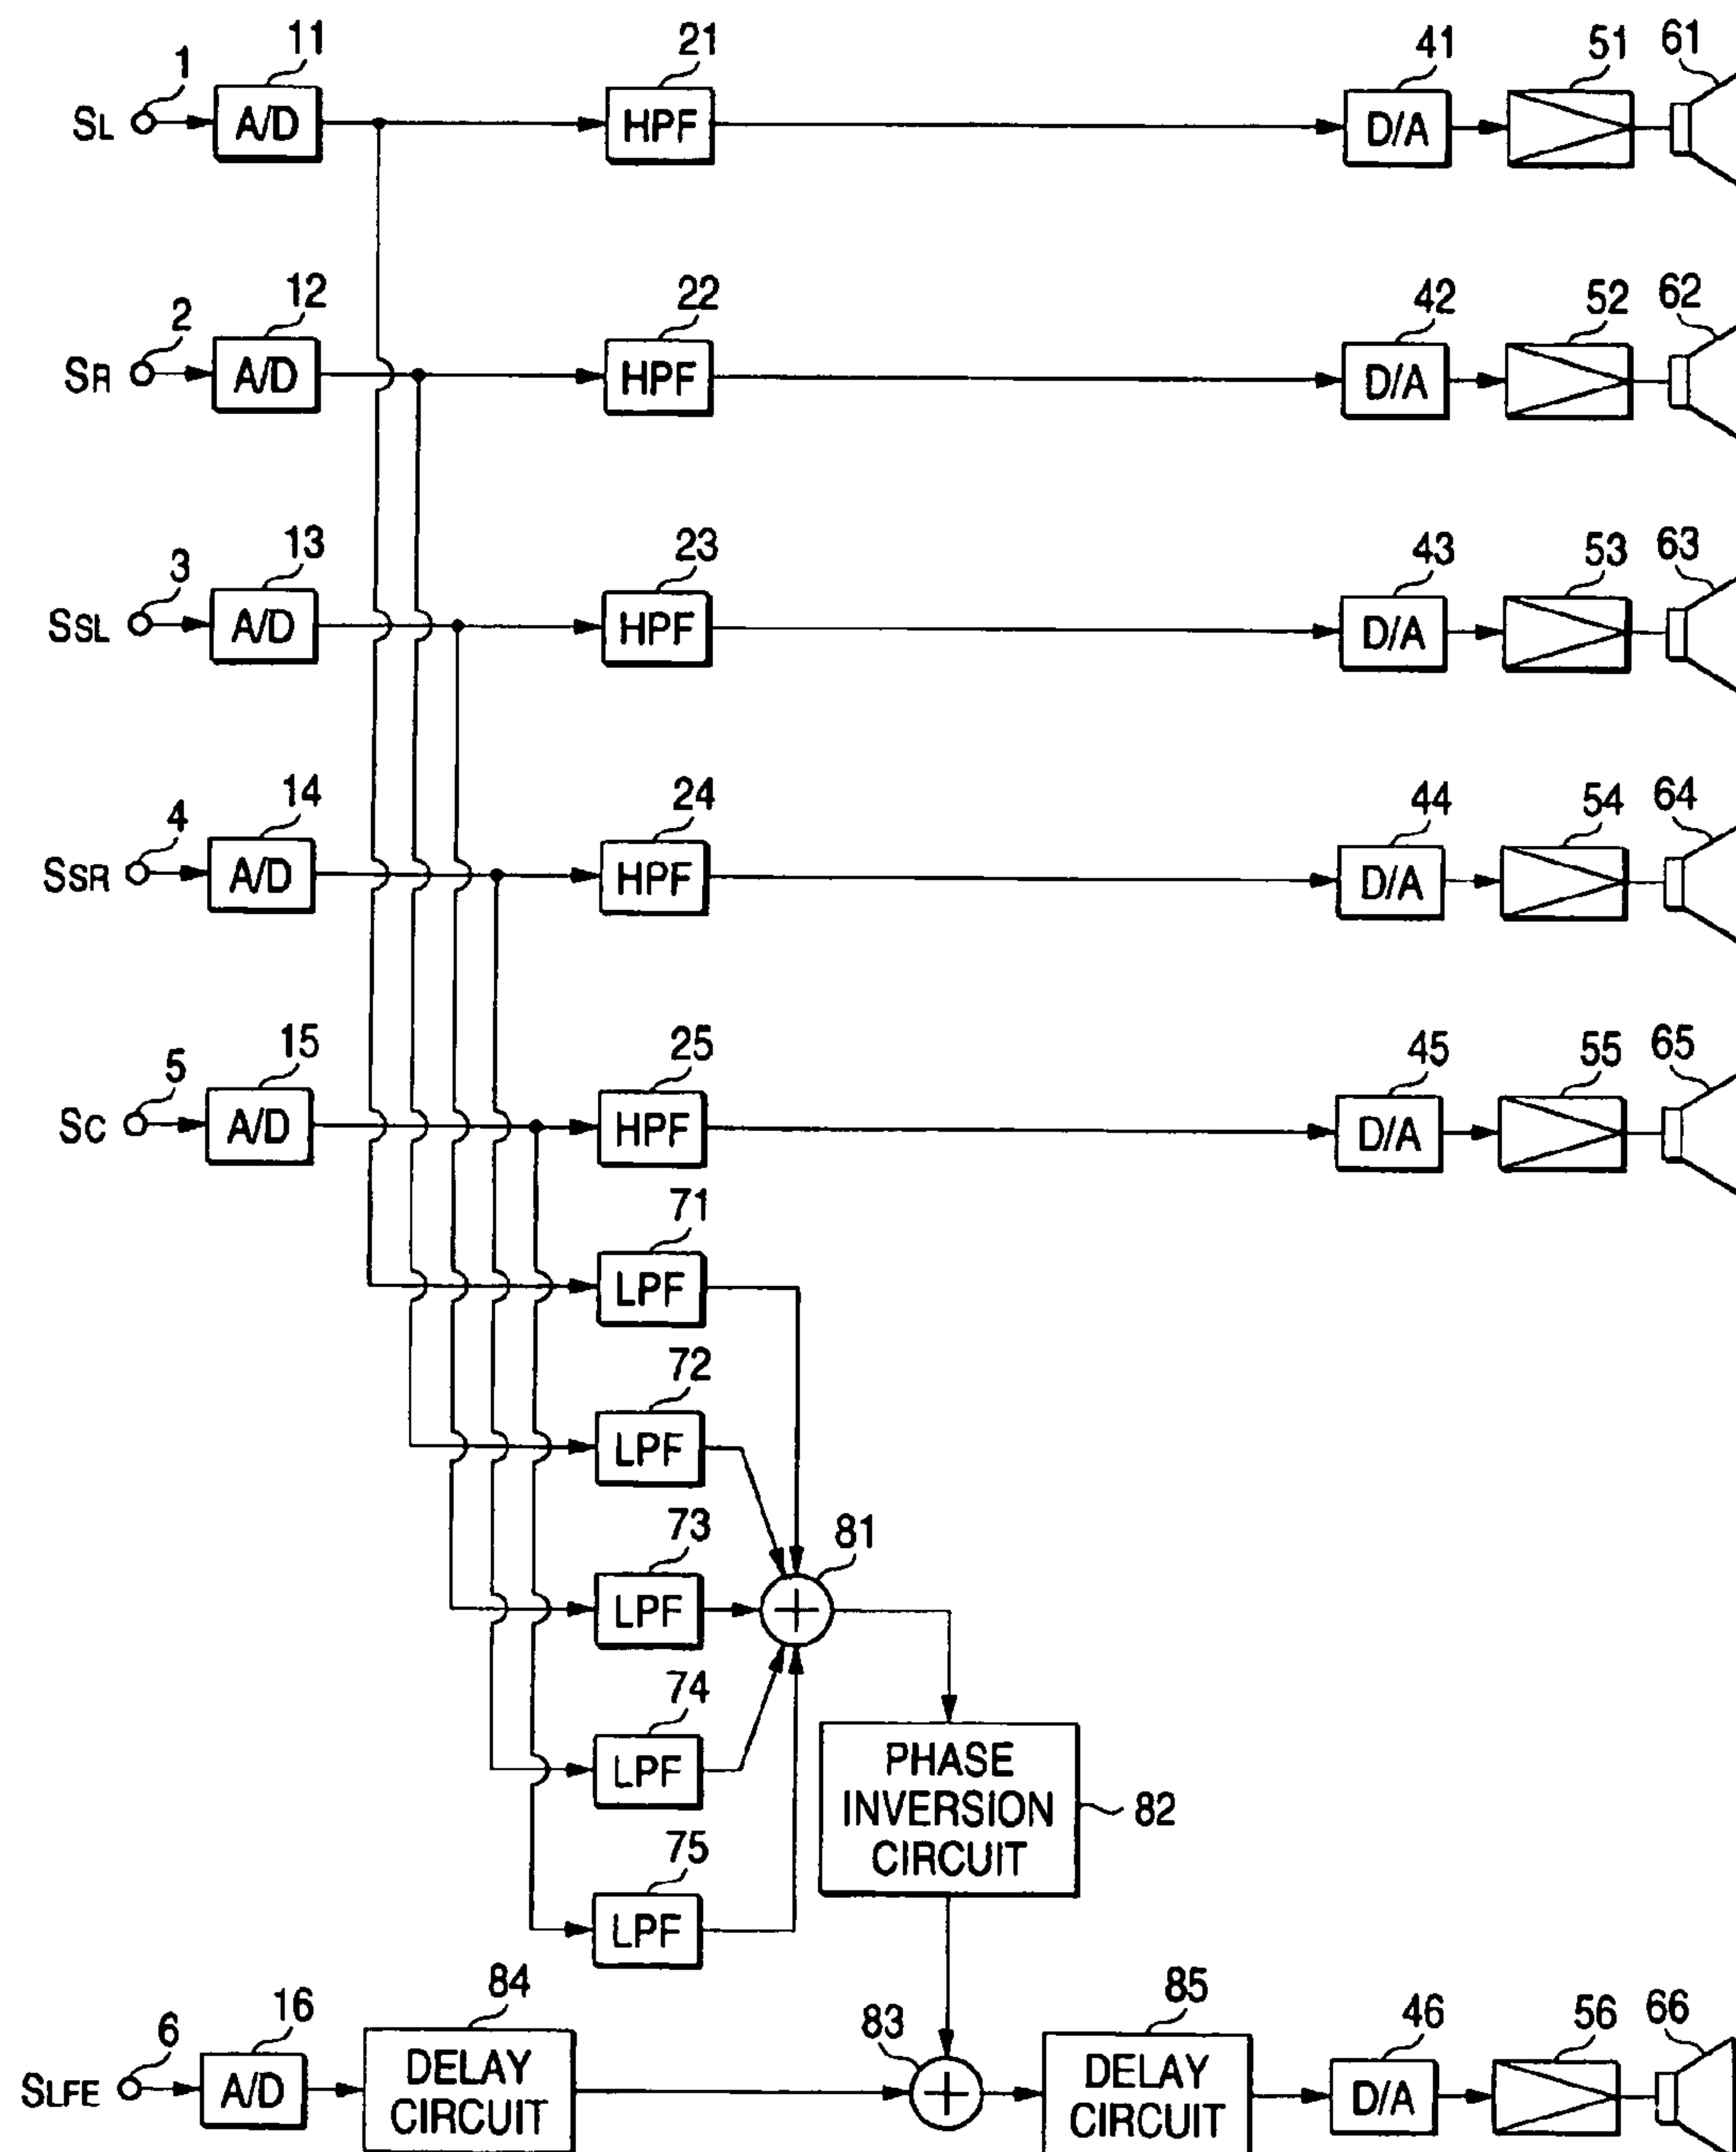 11 21 41 51 61
1
SL A/D HPF D/A
12 22 42 52 62
2
SR A/D HPF D/A
13 23 43 53 63
3
SSL A/D HPF D/A
14 24 44 54 64
4
SSR A/D HPF D/A
15 25 45 55 65
5
SC A/D HPF D/A
71
LPF
72
LPF
73 81
LPF +
74
LPF
PHASE
INVERSION
CIRCUIT
82
75
LPF
84 85
6 16 83 46 56 66
SLFE A/D DELAY
CIRCUIT + DELAY
CIRCUIT D/A